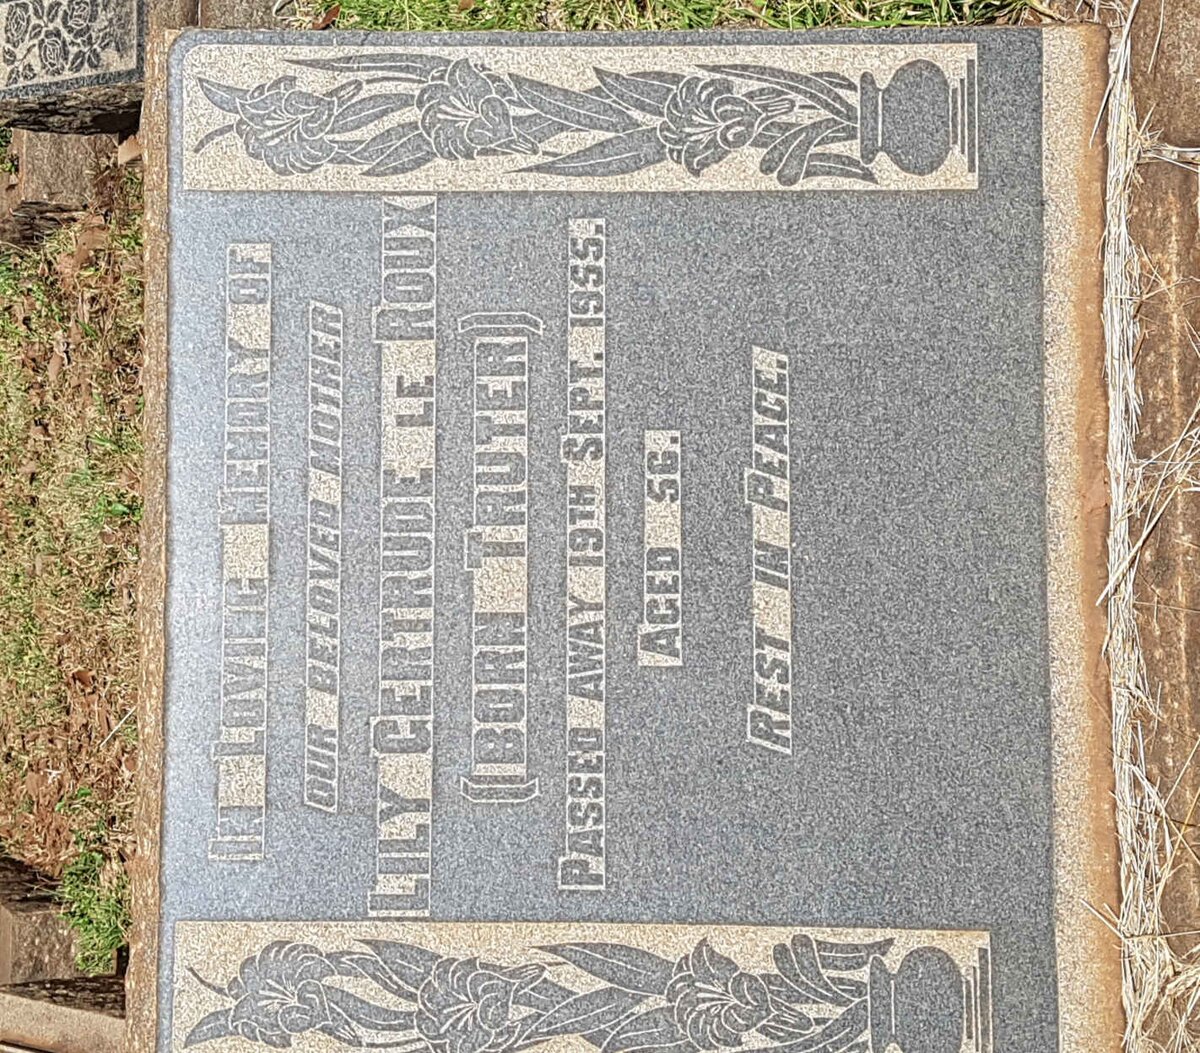 In Loving Memory of
our beloved mother
Lily Gertrude le Roux
(born Truter)
Passed away 19th Sept. 1955.
Aged 56.
Rest in Peace.